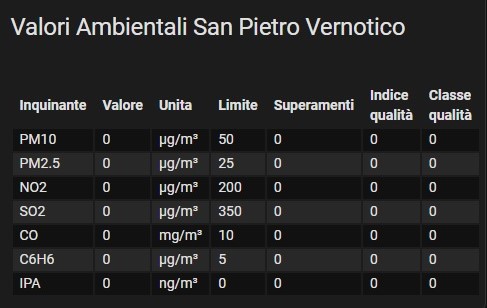 Valori Ambientali San Pietro Vernotico
Inquinante Valore Unita Limite Superamenti Indice qualità Classe qualità
PM10 0 µg/m³ 50 0 0 0
PM2.5 0 µg/m³ 25 0 0 0
NO2 0 µg/m³ 200 0 0 0
SO2 0 µg/m³ 350 0 0 0
CO 0 mg/m³ 10 0 0 0
C6H6 0 µg/m³ 5 0 0 0
IPA 0 ng/m³ 0 0 0 0